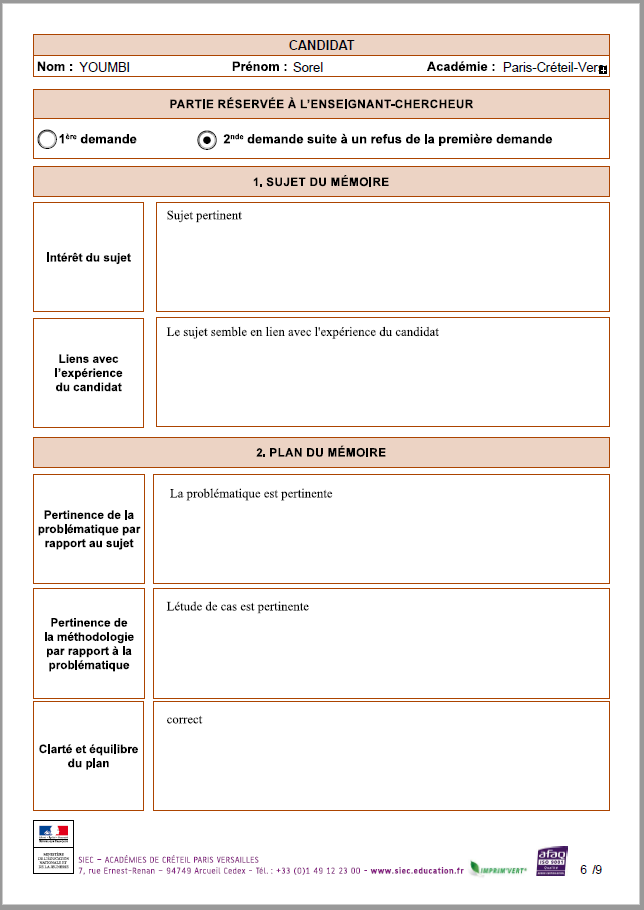 CANDIDAT
Nom : YOUMBI Prénom : Sorel Académie : Paris-Créteil-Vers
PARTIE RÉSERVÉE À L'ENSEIGNANT-CHERCHEUR
1ère demande 2nde demande suite à un refus de la première demande
1. SUJET DU MÉMOIRE
Intérêt du sujet
Sujet pertinent
Liens avec
l'expérience
du candidat
Le sujet semble en lien avec l'expérience du candidat
2. PLAN DU MÉMOIRE
Pertinence de la
problématique par
rapport au sujet
La problématique est pertinente
Pertinence de
la méthodologie
par rapport à la
problématique
Létude de cas est pertinente
Clarté et équilibre
du plan
correct
MINISTÈRE
DE L'ÉDUCATION
NATIONALE ET
DE LA JEUNESSE
SIEC – ACADÉMIES DE CRÉTEIL PARIS VERSAILLES
7, rue Ernest-Renan – 94749 Arcueil Cedex - Tél. : +33 (0)1 49 12 23 00 - www.siec.education.fr
IMPRIM'VERT®
afaq
ISO 9001
6 /9